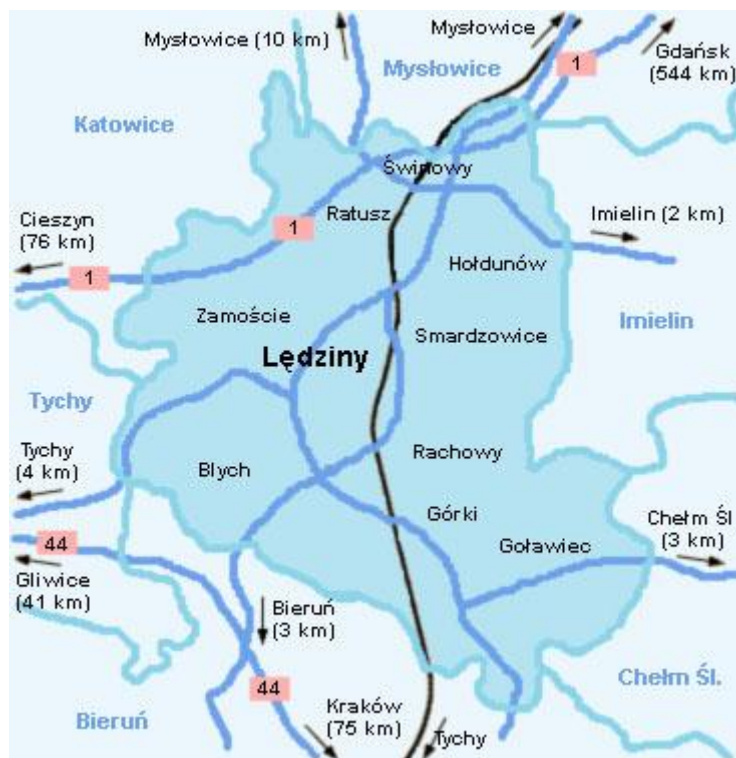 Mysłowice
Mysłowice (10 km)
Gdańsk
(544 km)
Mysłowice
1
Katowice
Świnowy
Ratusz
Imielin (2 km)
Cieszyn
(76 km)
1
1
Hołdunów
Zamoście
Imielin
Smardzowice
Lędziny
Tychy
Tychy
(4 km)
Rachowy
Blych
Górki
Chełm Śl
(3 km)
44
Goławiec
Gliwice
(41 km)
Bieruń
(3 km)
Chełm Śl.
44
Kraków
(75 km)
Bieruń
Tychy